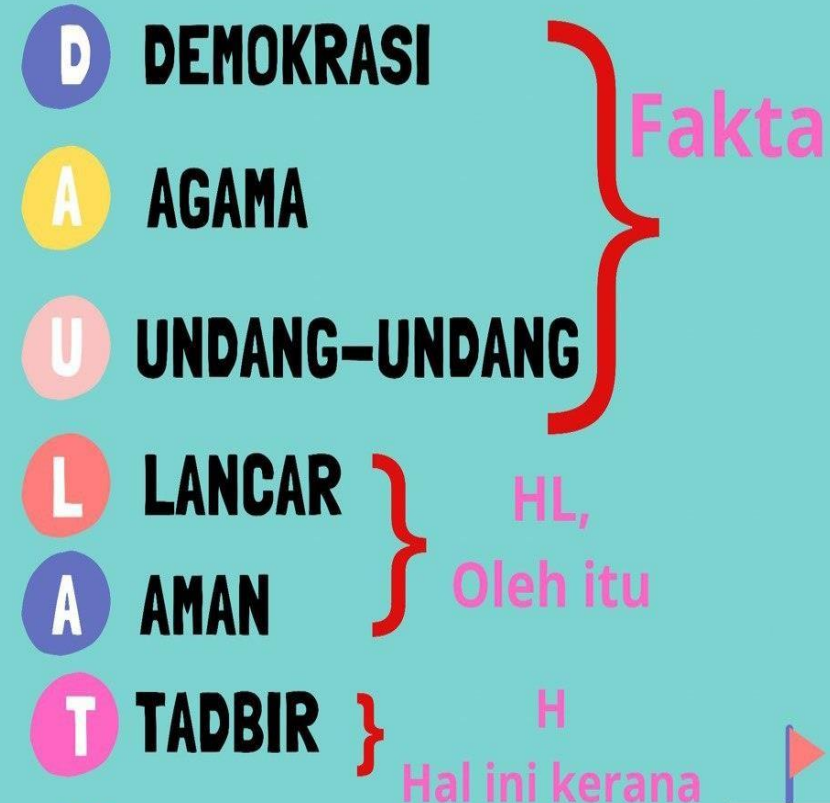 D DEMOKRASI
Fakta
A AGAMA
U UNDANG-UNDANG
L LANCAR
HL,
Oleh itu
A AMAN
T TADBIR
H
Hal ini kerana